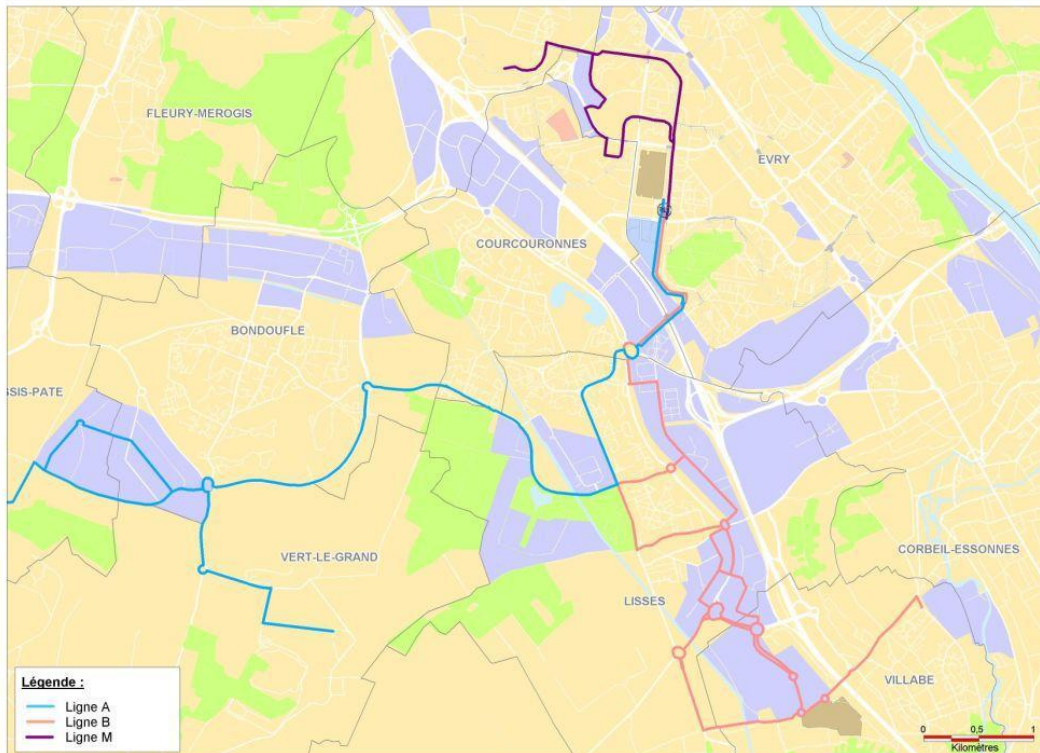 FLEURY-MEROGIS
EVRY
COURCOURONNES
BONDOUFLE
SSIS-PATE
VERT-LE-GRAND
CORBEIL-ESSONNES
LISSES
VILLABE
Légende :
Ligne A
Ligne B
Ligne M
0 0,5 1
Kilomètres